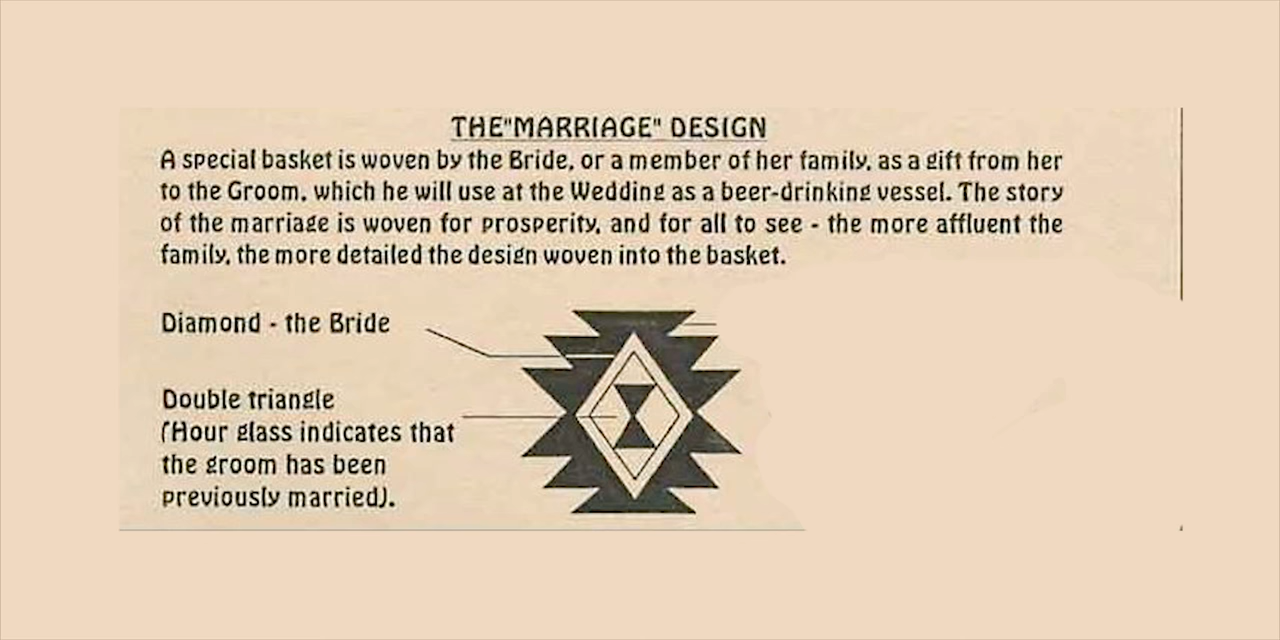 THE"MARRIAGE" DESIGN
A special basket is woven by the Bride, or a member of her family, as a gift from her
to the Groom, which he will use at the Wedding as a beer-drinking vessel. The story
of the marriage is woven for prosperity, and for all to see - the more affluent the
family, the more detailed the design woven into the basket.
Diamond - the Bride
Double triangle
(Hour glass indicates that
the groom has been
previously married).